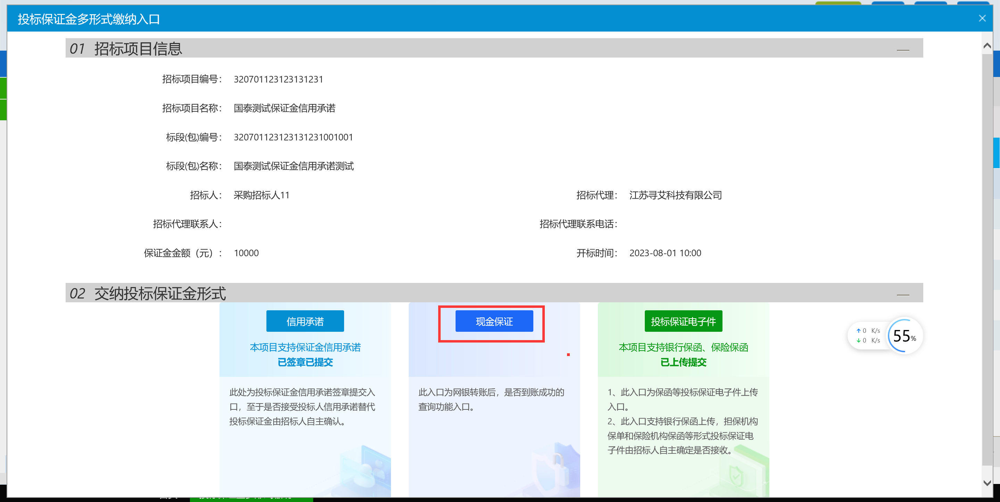 投标保证金多形式缴纳入口
01 招标项目信息
招标项目编号： 320701123123131231
招标项目名称： 国泰测试保证金信用承诺
标段(包)编号： 320701123123131231001001
标段(包)名称： 国泰测试保证金信用承诺测试
招标人： 采购招标人11
招标代理： 江苏寻艾科技有限公司
招标代理联系人：
招标代理联系电话：
保证金金额（元）： 10000
开标时间： 2023-08-01 10:00
02 交纳投标保证金形式
信用承诺
本项目支持保证金信用承诺
已签章已提交
此处为投标保证金信用承诺签章提交入
口，至于是否接受投标人信用承诺替代
投标保证金由招标人自主确认。
现金保证
此入口为网银转账后，是否到账成功的
查询功能入口。
投标保证电子件
本项目支持银行保函、保险保函
已上传提交
1、此入口为保函等投标保证电子件上传
入口。
2、此入口支持银行保函上传，担保机构
保单和保险机构保函等形式投标保证电
子件由招标人自主确定是否接收。
0 K/s
0 K/s
55%